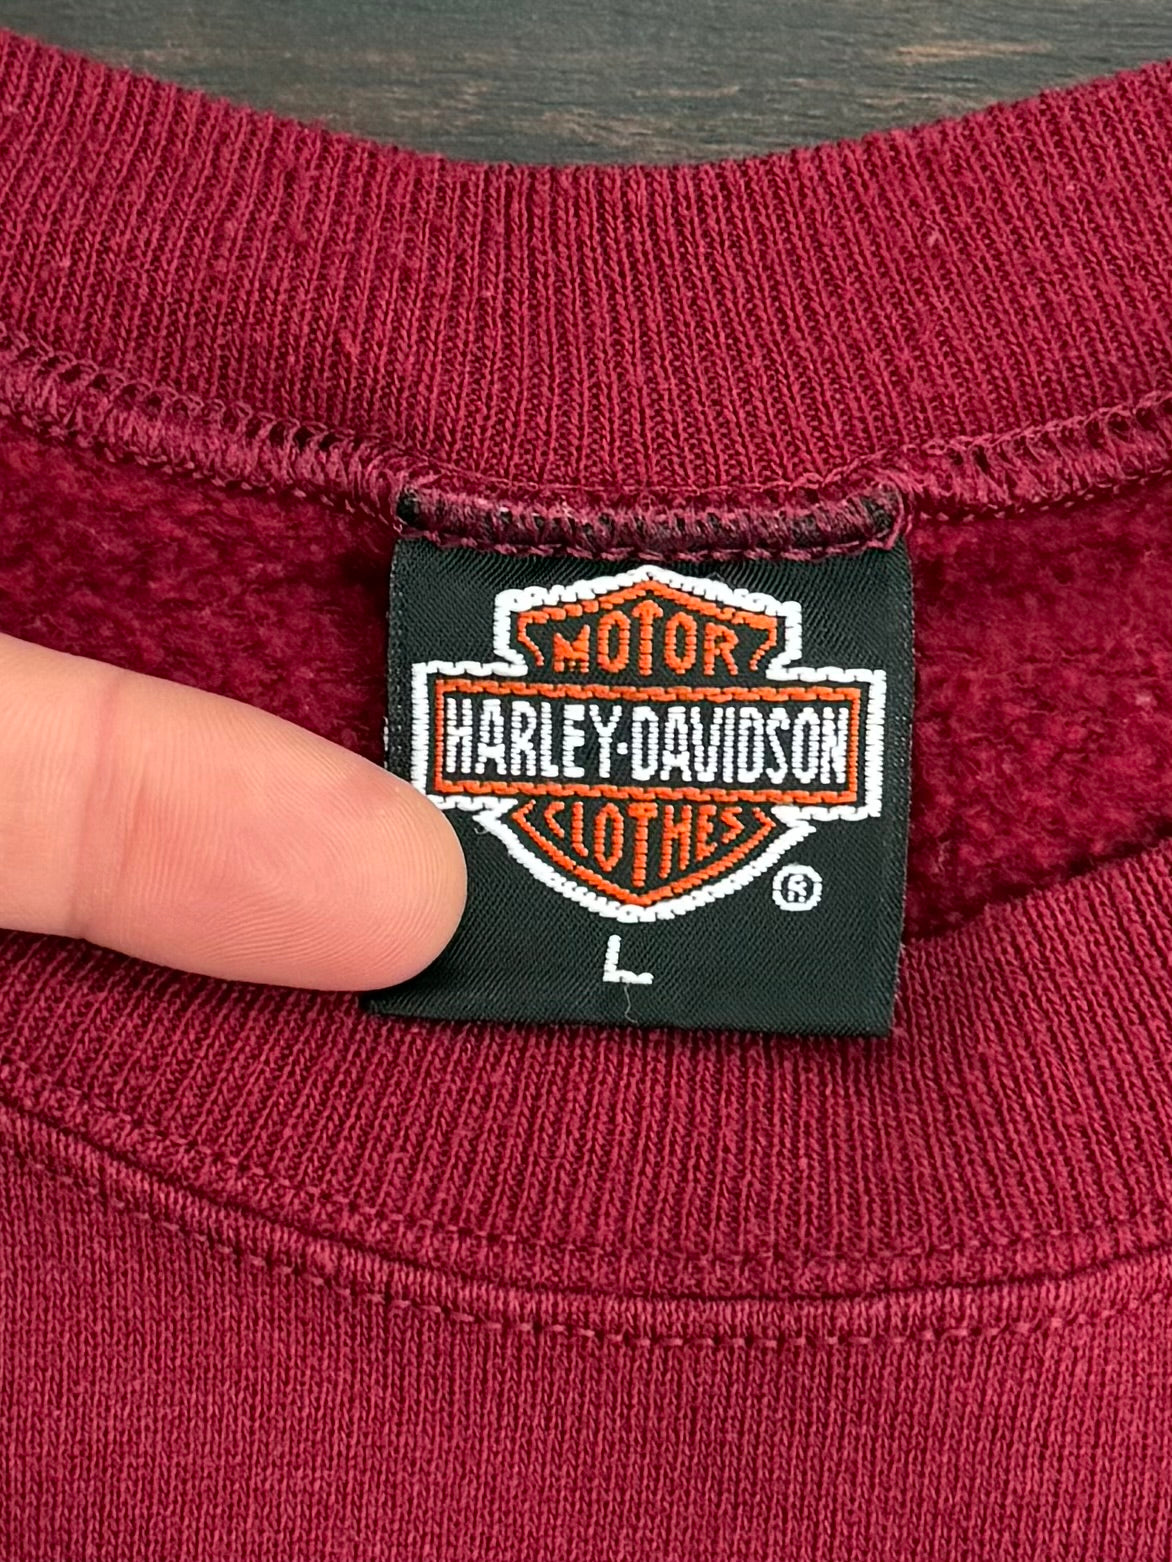 MOTOR
HARLEY-DAVIDSON
CLOTHES
®
L